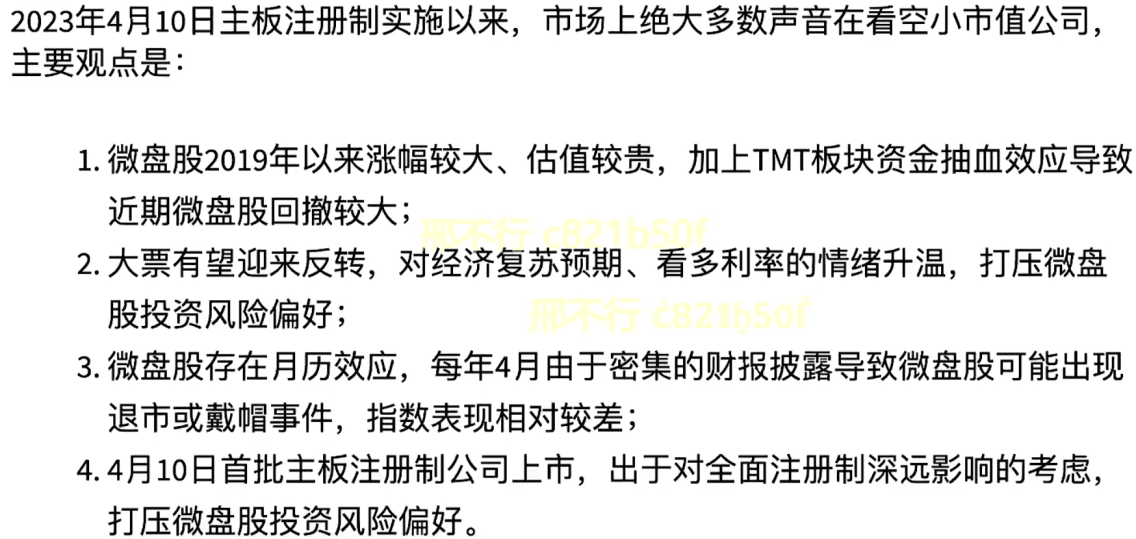 2023年4月10日主板注册制实施以来，市场上绝大多数声音在看空小市值公司，
主要观点是：
1. 微盘股2019年以来涨幅较大、估值较贵，加上TMT板块资金抽血效应导致
近期微盘股回撤较大；
邢不行 c821b50f
2. 大票有望迎来反转，对经济复苏预期、看多利率的情绪升温，打压微盘
股投资风险偏好；
邢不行 c821b50f
3. 微盘股存在月历效应，每年4月由于密集的财报披露导致微盘股可能出现
退市或戴帽事件，指数表现相对较差；
4. 4月10日首批主板注册制公司上市，出于对全面注册制深远影响的考虑，
打压微盘股投资风险偏好。